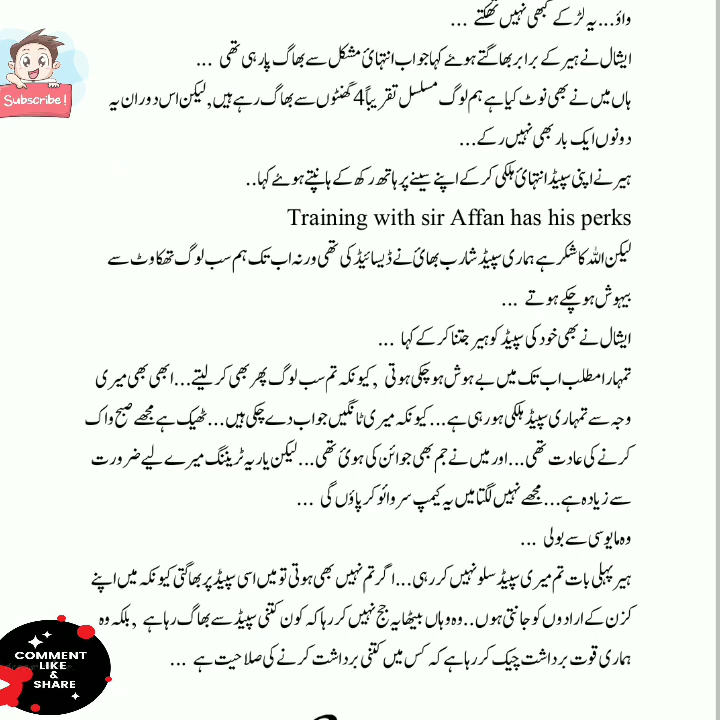 واؤ... یہ لڑکے کبھی نہیں تھکتے ...
ایشال نے ہیر کے برابر بھاگتے ہوئے کہا جو اب انتہائ مشکل سے بھاگ پا رہی تھی ...
ہاں میں نے بھی نوٹ کیا ہے ہم لوگ مسلسل تقریباً 4 گھنٹوں سے بھاگ رہے ہیں, لیکن اس دوران یہ
دونوں ایک بار بھی نہیں رکے...
ہیر نے اپنی سپیڈ انتہائ ہلکی کر کے اپنے سینے پر ہاتھ رکھ کے ہانپتے ہوئے کہا..
Training with sir Affan has his perks
لیکن اللہ کا شکر ہے ہماری سپیڈ شارب بھائ نے ڈیسائیڈ کی تھی ورنہ اب تک ہم سب لوگ تھکاوٹ سے
بیہوش ہو چکے ہوتے ...
ایشال نے بھی خود کی سپیڈ کو ہیر جتنا کر کے کہا ...
تمہارا مطلب اب تک میں بے ہوش ہو چکی ہوتی , کیونکہ تم سب لوگ پھر بھی کر لیتے... ابھی بھی میری
وجہ سے تمہاری سپیڈ ہلکی ہو رہی ہے... کیونکہ میری ٹانگیں جواب دے چکی ہیں... ٹھیک ہے مجھے صبح واک
کرنے کی عادت تھی... اور میں نے جم بھی جوائن کی ہوئ تھی... لیکن یار یہ ٹریننگ میرے لیے ضرورت
سے زیادہ ہے... مجھے نہیں لگتا میں یہ کیمپ سروائو کر پاؤں گی ...
وہ مایوسی سے بولی ...
ہیر پہلی بات تم میری سپیڈ سلو نہیں کر رہی... اگر تم نہیں بھی ہوتی تو میں اسی سپیڈ پر بھاگتی کیونکہ میں اپنے
کزن کے ارادوں کو جانتی ہوں.. وہ وہاں بیٹھا یہ جج نہیں کر رہا کہ کون کتنی سپیڈ سے بھاگ رہا ہے , بلکہ وہ
ہماری قوت برداشت چیک کر رہا ہے کہ کس میں کتنی برداشت کرنے کی صلاحیت ہے ...
Subscribe!
COMMENT
LIKE
&
SHARE